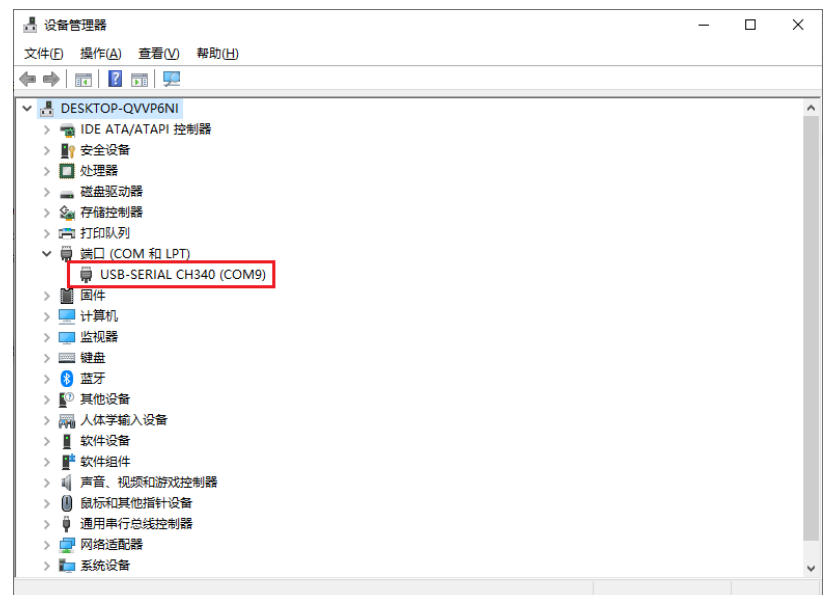 设备管理器
文件(F) 操作(A) 查看(V) 帮助(H)
DESKTOP-QVVP6NI
IDE ATA/ATAPI 控制器
安全设备
处理器
磁盘驱动器
存储控制器
打印队列
端口 (COM 和 LPT)
USB-SERIAL CH340 (COM9)
固件
计算机
监视器
键盘
蓝牙
其他设备
人体学输入设备
软件设备
软件组件
声音、视频和游戏控制器
鼠标和其他指针设备
通用串行总线控制器
网络适配器
系统设备